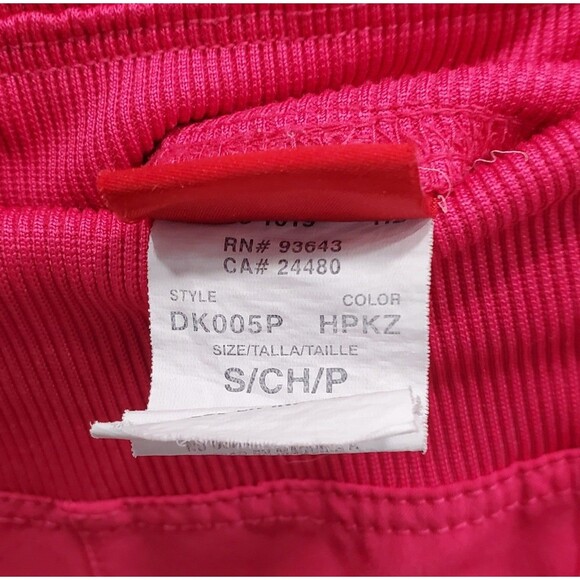 RN# 93643
CA# 24480
STYLE COLOR
DK005P HPKZ
SIZE/TALLA/TAILLE
S/CH/P